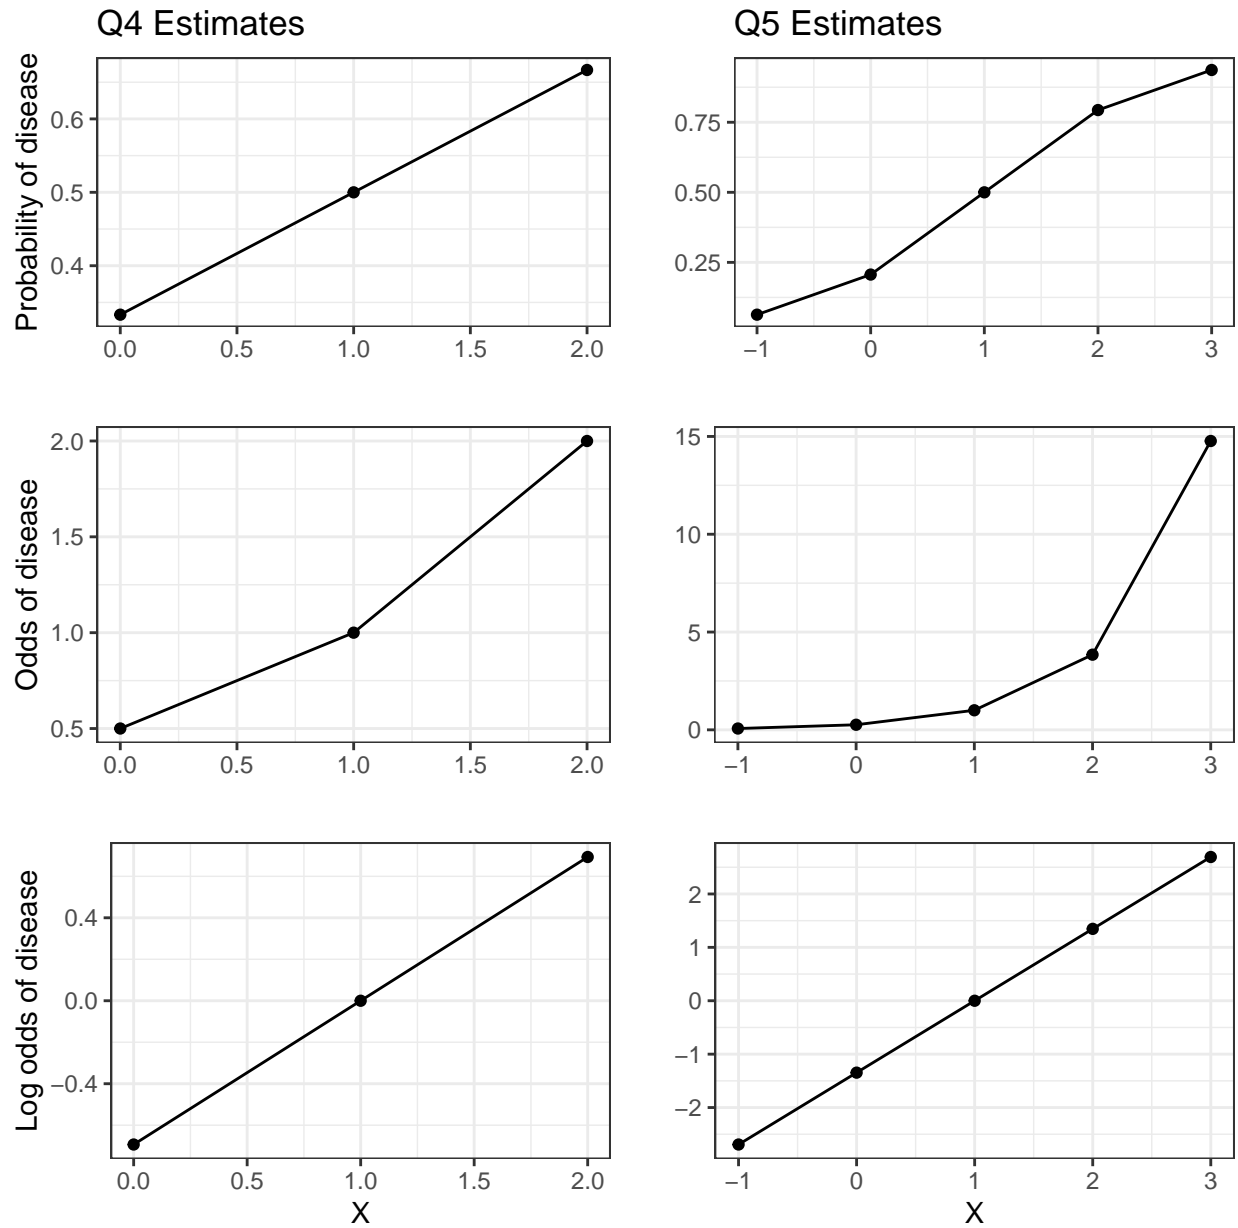 Q4 Estimates
Q5 Estimates
Probability of disease
0.6
0.5
0.4
0.0 0.5 1.0 1.5 2.0
0.75
0.50
0.25
−1 0 1 2 3
Odds of disease
2.0
1.5
1.0
0.5
0.0 0.5 1.0 1.5 2.0
15
10
5
0
−1 0 1 2 3
Log odds of disease
0.4
0.0
−0.4
0.0 0.5 1.0 1.5 2.0
X
2
1
0
−1
−2
−1 0 1 2 3
X